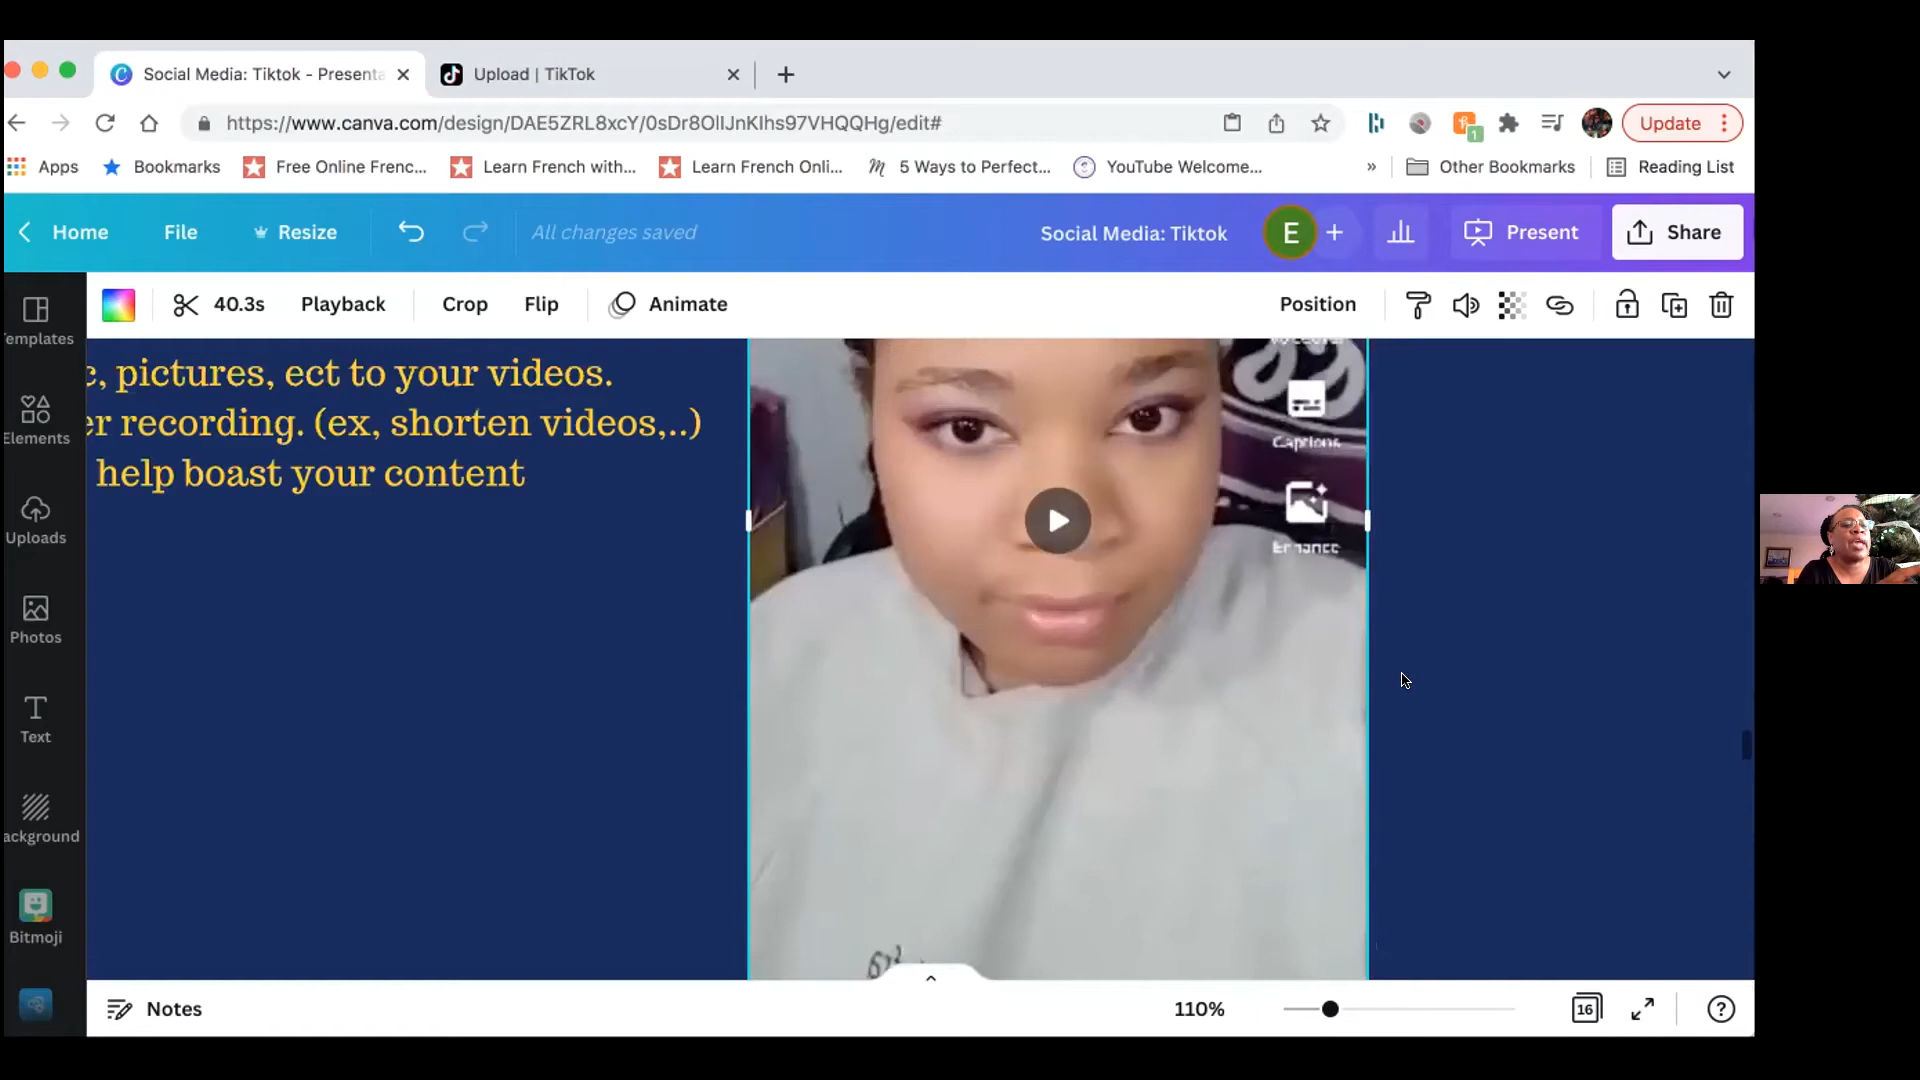 Social Media: Tiktok - Presenta
Upload | TikTok
https://www.canva.com/design/DAE5ZRL8xcY/0sDr8OlIJnKIhs97VHQQHg/edit#
1
Update
Apps
Bookmarks
Free Online Frenc...
Learn French with...
Learn French Onli...
5 Ways to Perfect...
YouTube Welcome...
»
Other Bookmarks
Reading List
Home
File
Resize
All changes saved
Social Media: Tiktok
E
Present
Share
40.3s
Playback
Crop
Flip
Animate
Position
emplates
Elements
Uploads
Photos
Text
ackground
Bitmoji
c, pictures, ect to your videos.
er recording. (ex, shorten videos,..)
help boast your content
Captions
Enhance
Notes
110%
16